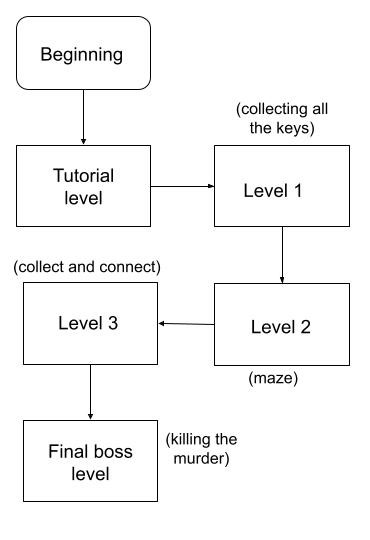 Beginning
(collecting all
the keys)
Tutorial
level
Level 1
(collect and connect)
Level 3
Level 2
(maze)
Final boss
level
(killing the
murder)